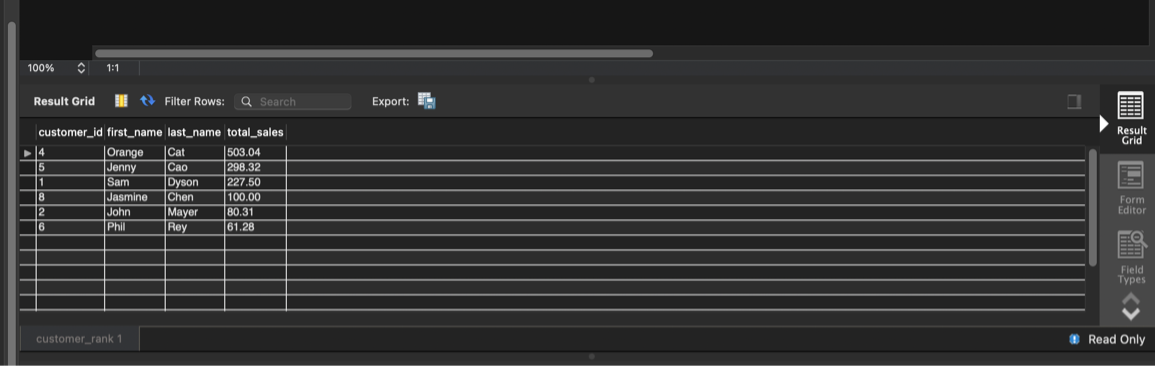 100% 1:1
Result Grid Filter Rows: Search Export:
customer_id first_name last_name total_sales
4 Orange Cat 503.04
5 Jenny Cao 298.32
1 Sam Dyson 227.50
8 Jasmine Chen 100.00
2 John Mayer 80.31
6 Phil Rey 61.28
Result
Grid
Form
Editor
Field
Types
customer_rank 1
Read Only